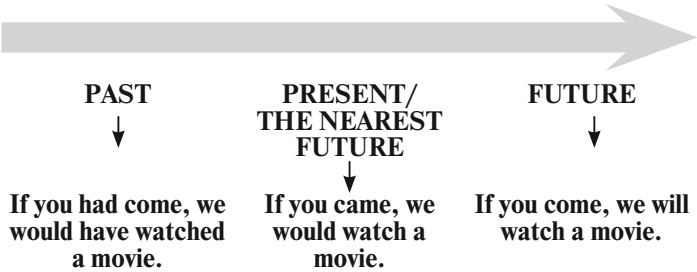 PAST
PRESENT/
THE NEAREST
FUTURE
FUTURE
If you had come, we
would have watched
a movie.
If you came, we
would watch a
movie.
If you come, we will
watch a movie.